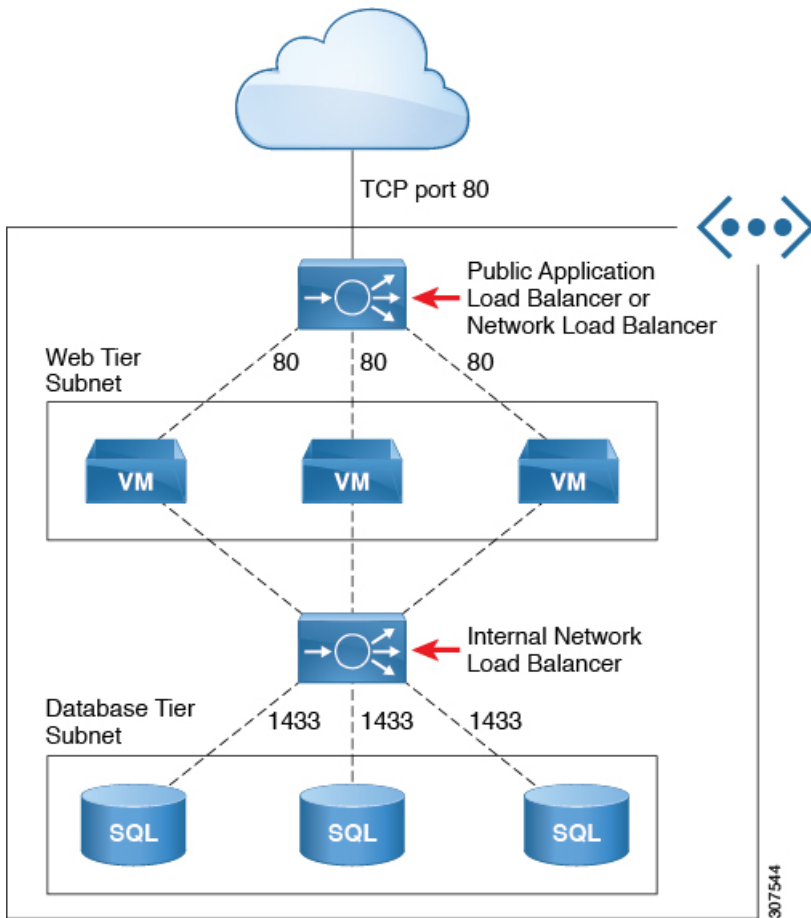 TCP port 80
Public Application
Load Balancer or
Network Load Balancer
80
80
80
Web Tier
Subnet
VM
VM
VM
Internal Network
Load Balancer
Database Tier
Subnet
1433
1433
1433
SQL
SQL
SQL
307544